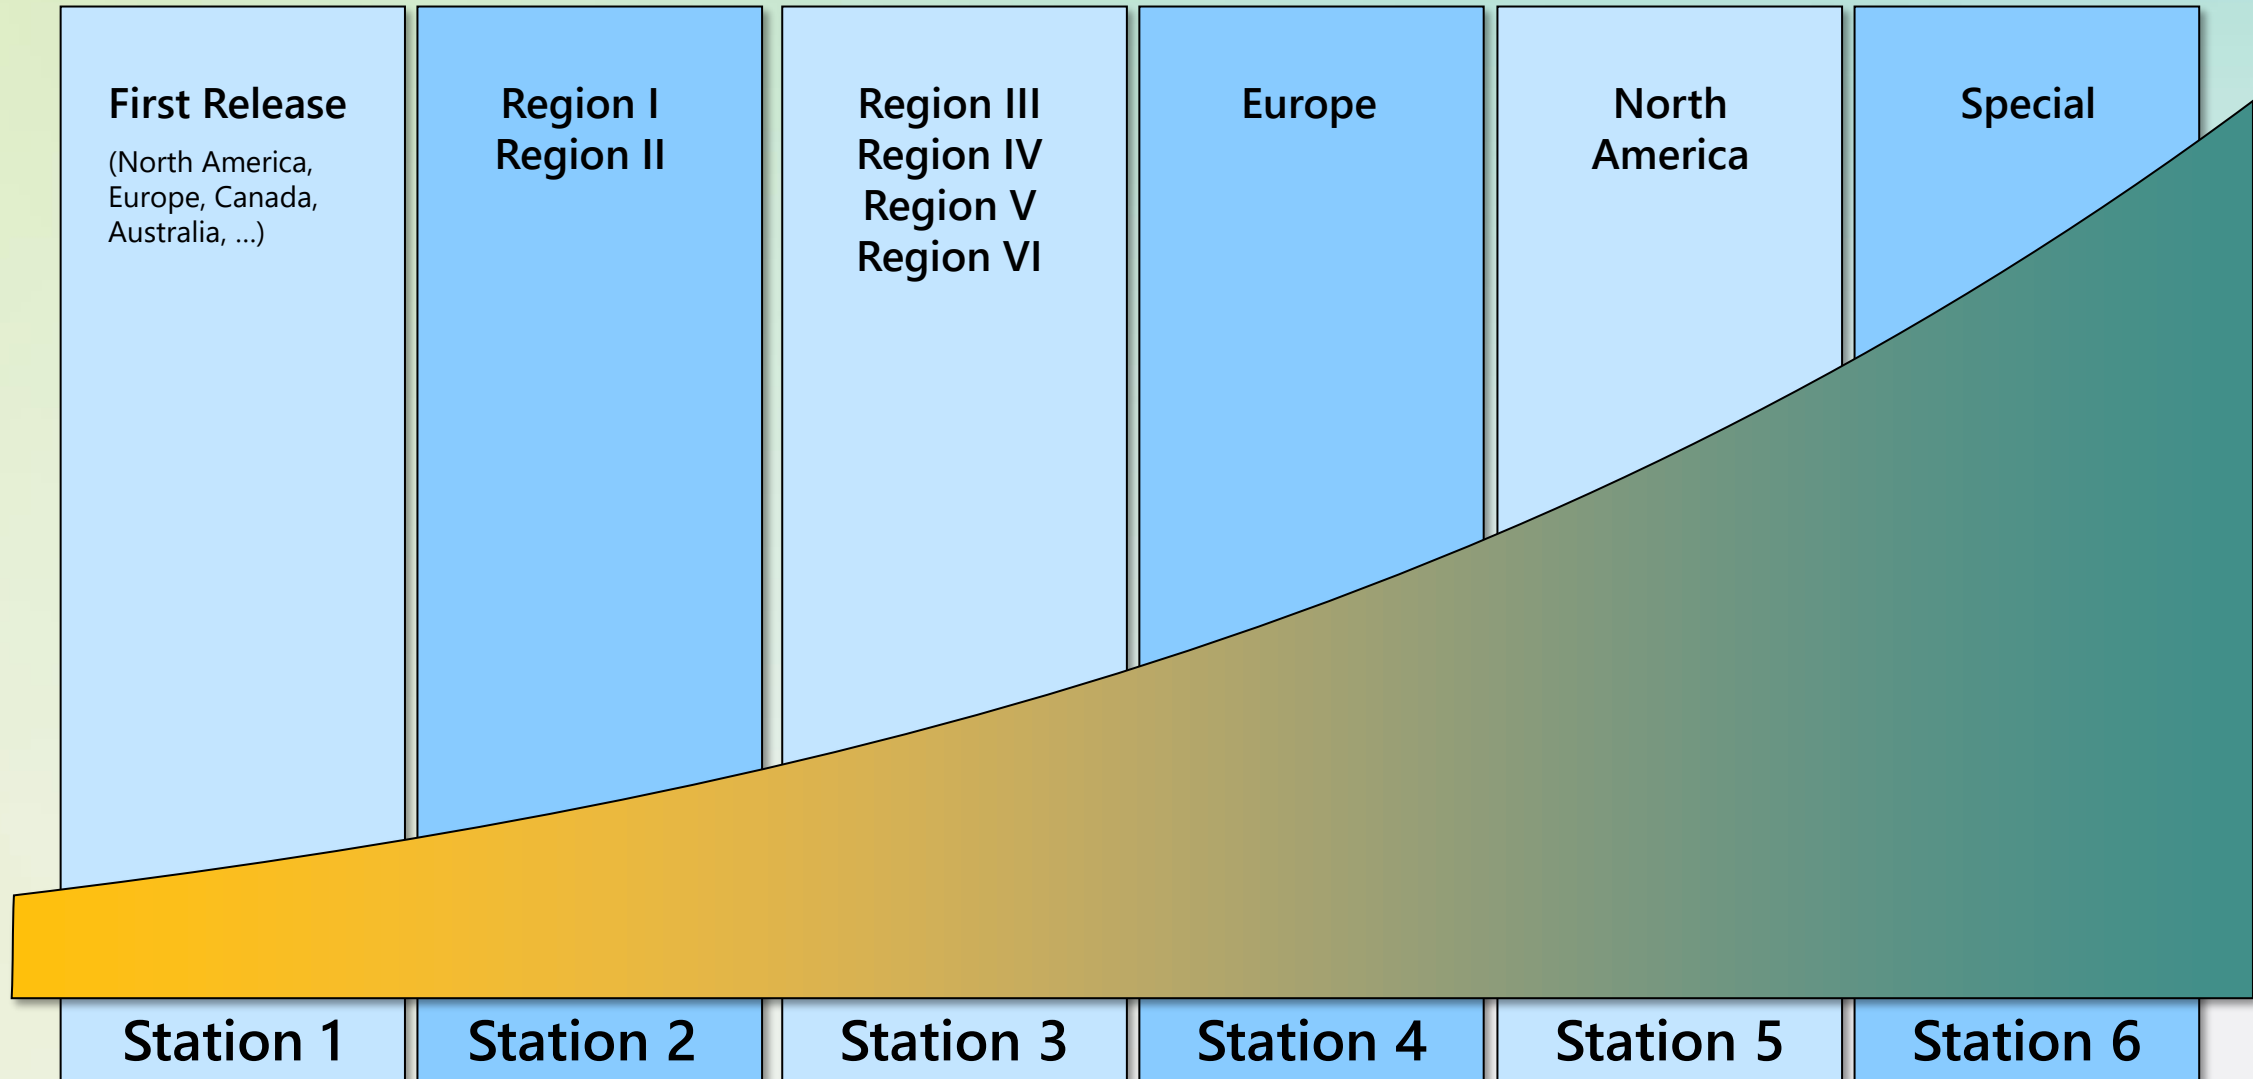 First Release
(North America,
Europe, Canada,
Australia, ...)
Region I
Region II
Region III
Region IV
Region V
Region VI
Europe
North
America
Special
Station 1
Station 2
Station 3
Station 4
Station 5
Station 6